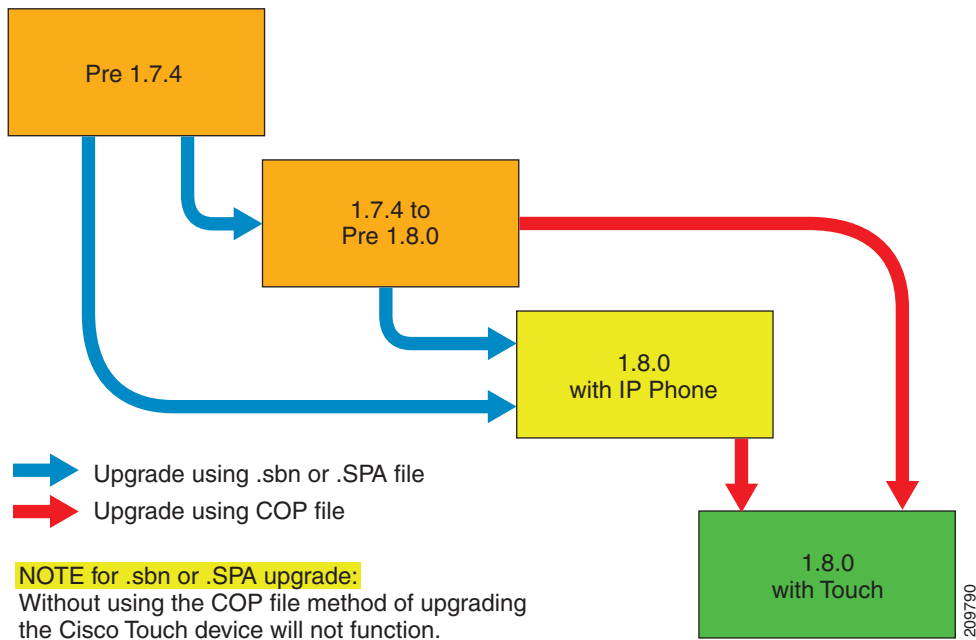 Pre 1.7.4
1.7.4 to
Pre 1.8.0
1.8.0
with IP Phone
Upgrade using .sbn or .SPA file
Upgrade using COP file
1.8.0
with Touch
NOTE for .sbn or .SPA upgrade:
Without using the COP file method of upgrading
the Cisco Touch device will not function.
209790